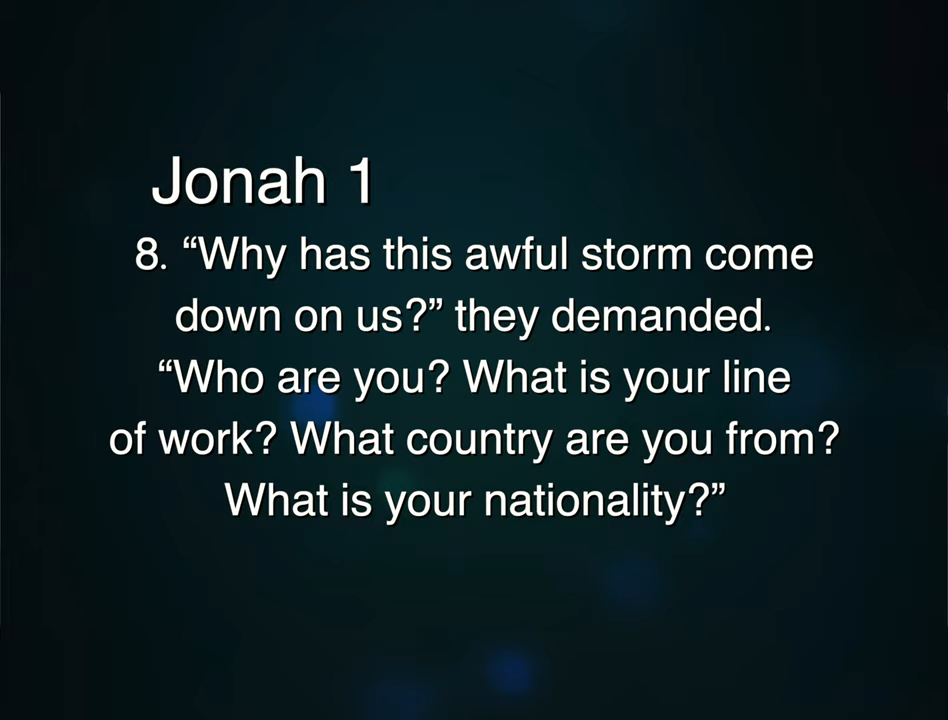 Jonah 1
8. “Why has this awful storm come
down on us?” they demanded.
“Who are you? What is your line
of work? What country are you from?
What is your nationality?”